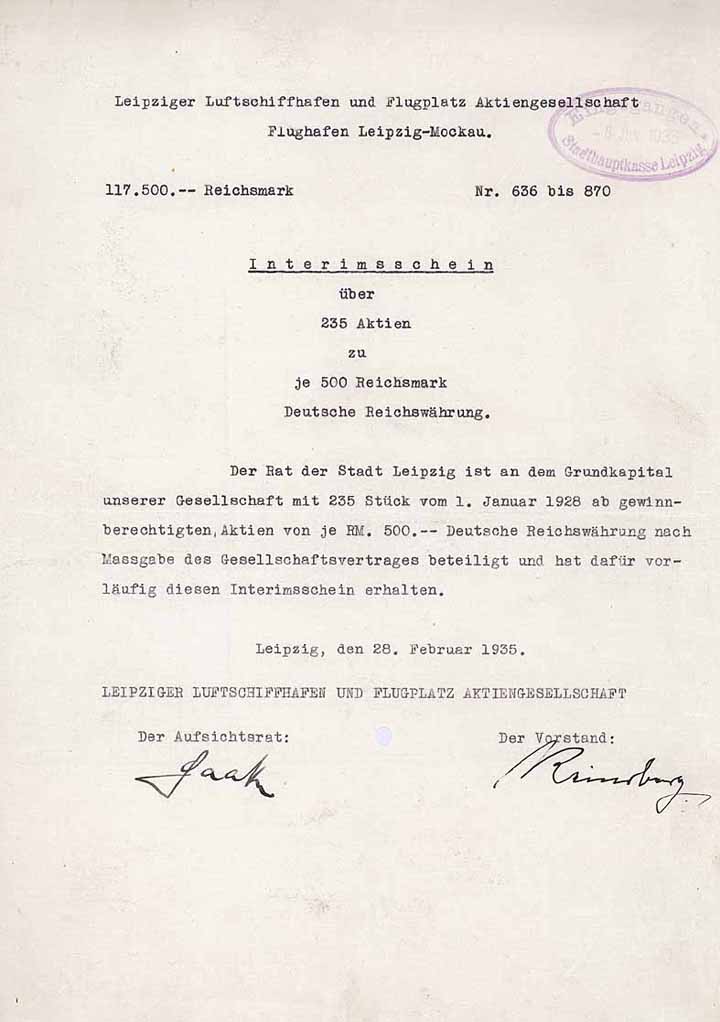 Leipziger Luftschiffhafen und Flugplatz Aktiengesellschaft
Flughafen Leipzig-Mockau.
Eingegangen
Stadthauptkasse Leipzig
117.500.-- Reichsmark Nr. 636 bis 870
Interimsschein
über
235 Aktien
zu
je 500 Reichsmark
Deutsche Reichswährung.
Der Rat der Stadt Leipzig ist an dem Grundkapital
unserer Gesellschaft mit 235 Stück vom 1. Januar 1928 ab gewinn-
berechtigten, Aktien von je RM. 500.-- Deutsche Reichswährung nach
Massgabe des Gesellschaftsvertrages beteiligt und hat dafür vor-
läufig diesen Interimsschein erhalten.
Leipzig, den 28. Februar 1935.
LEIPZIGER LUFTSCHIFFHAFEN UND FLUGPLATZ AKTIENGESELLSCHAFT
Der Aufsichtsrat: Der Vorstand: